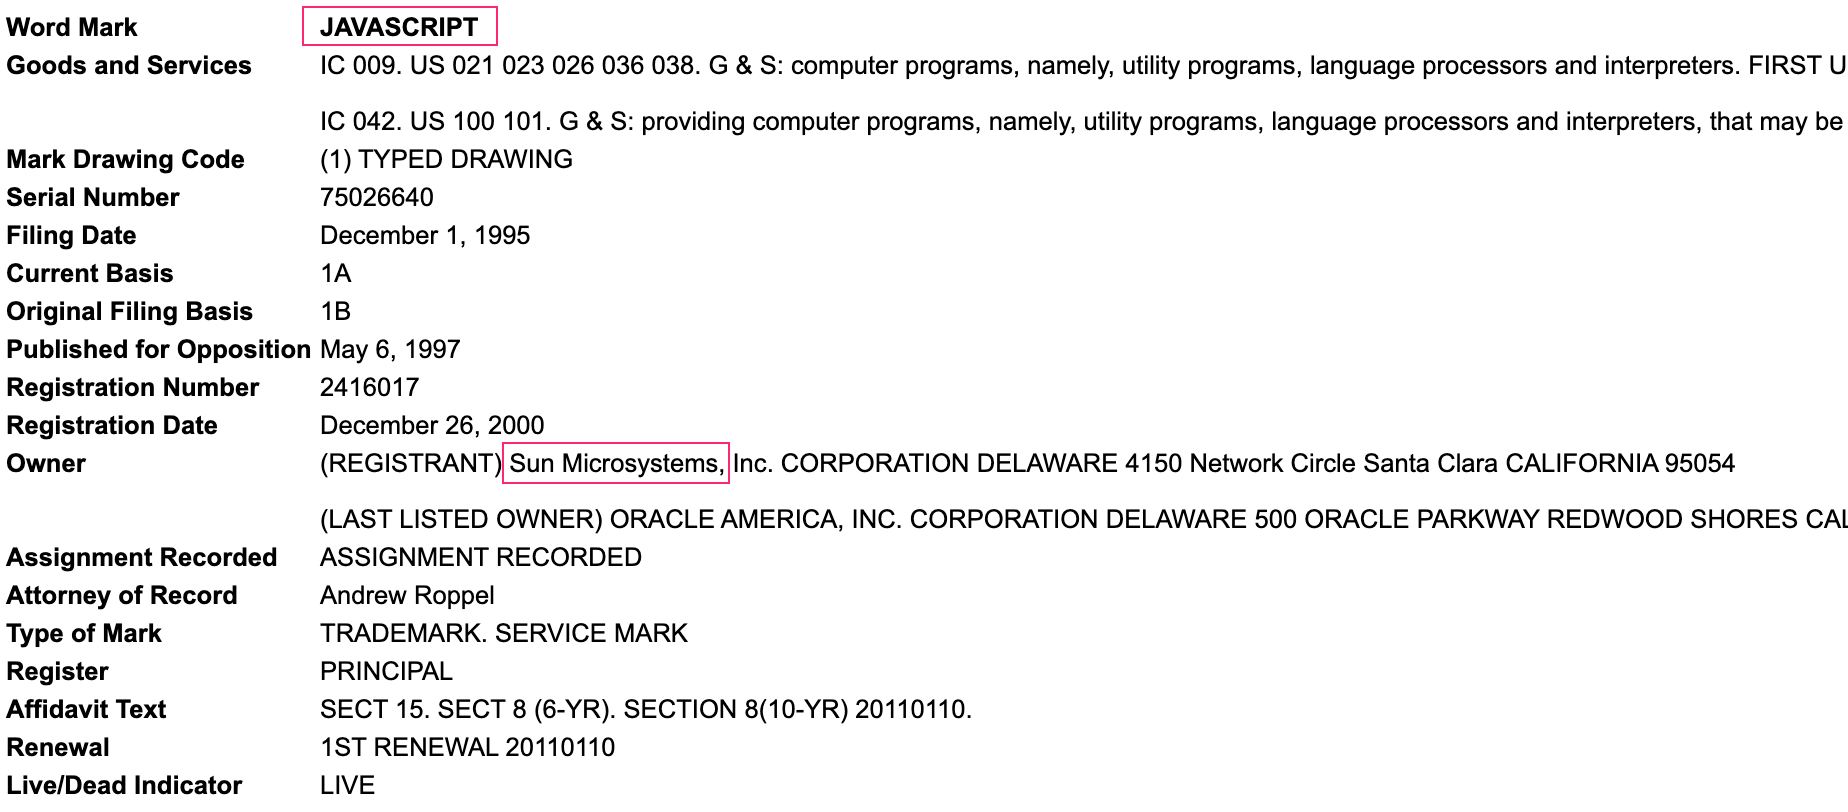 Word Mark JAVASCRIPT
Goods and Services IC 009. US 021 023 026 036 038. G & S: computer programs, namely, utility programs, language processors and interpreters. FIRST U
IC 042. US 100 101. G & S: providing computer programs, namely, utility programs, language processors and interpreters, that may be
Mark Drawing Code (1) TYPED DRAWING
Serial Number 75026640
Filing Date December 1, 1995
Current Basis 1A
Original Filing Basis 1B
Published for Opposition May 6, 1997
Registration Number 2416017
Registration Date December 26, 2000
Owner (REGISTRANT) Sun Microsystems, Inc. CORPORATION DELAWARE 4150 Network Circle Santa Clara CALIFORNIA 95054
(LAST LISTED OWNER) ORACLE AMERICA, INC. CORPORATION DELAWARE 500 ORACLE PARKWAY REDWOOD SHORES CAL
Assignment Recorded ASSIGNMENT RECORDED
Attorney of Record Andrew Roppel
Type of Mark TRADEMARK. SERVICE MARK
Register PRINCIPAL
Affidavit Text SECT 15. SECT 8 (6-YR). SECTION 8(10-YR) 20110110.
Renewal 1ST RENEWAL 20110110
Live/Dead Indicator LIVE